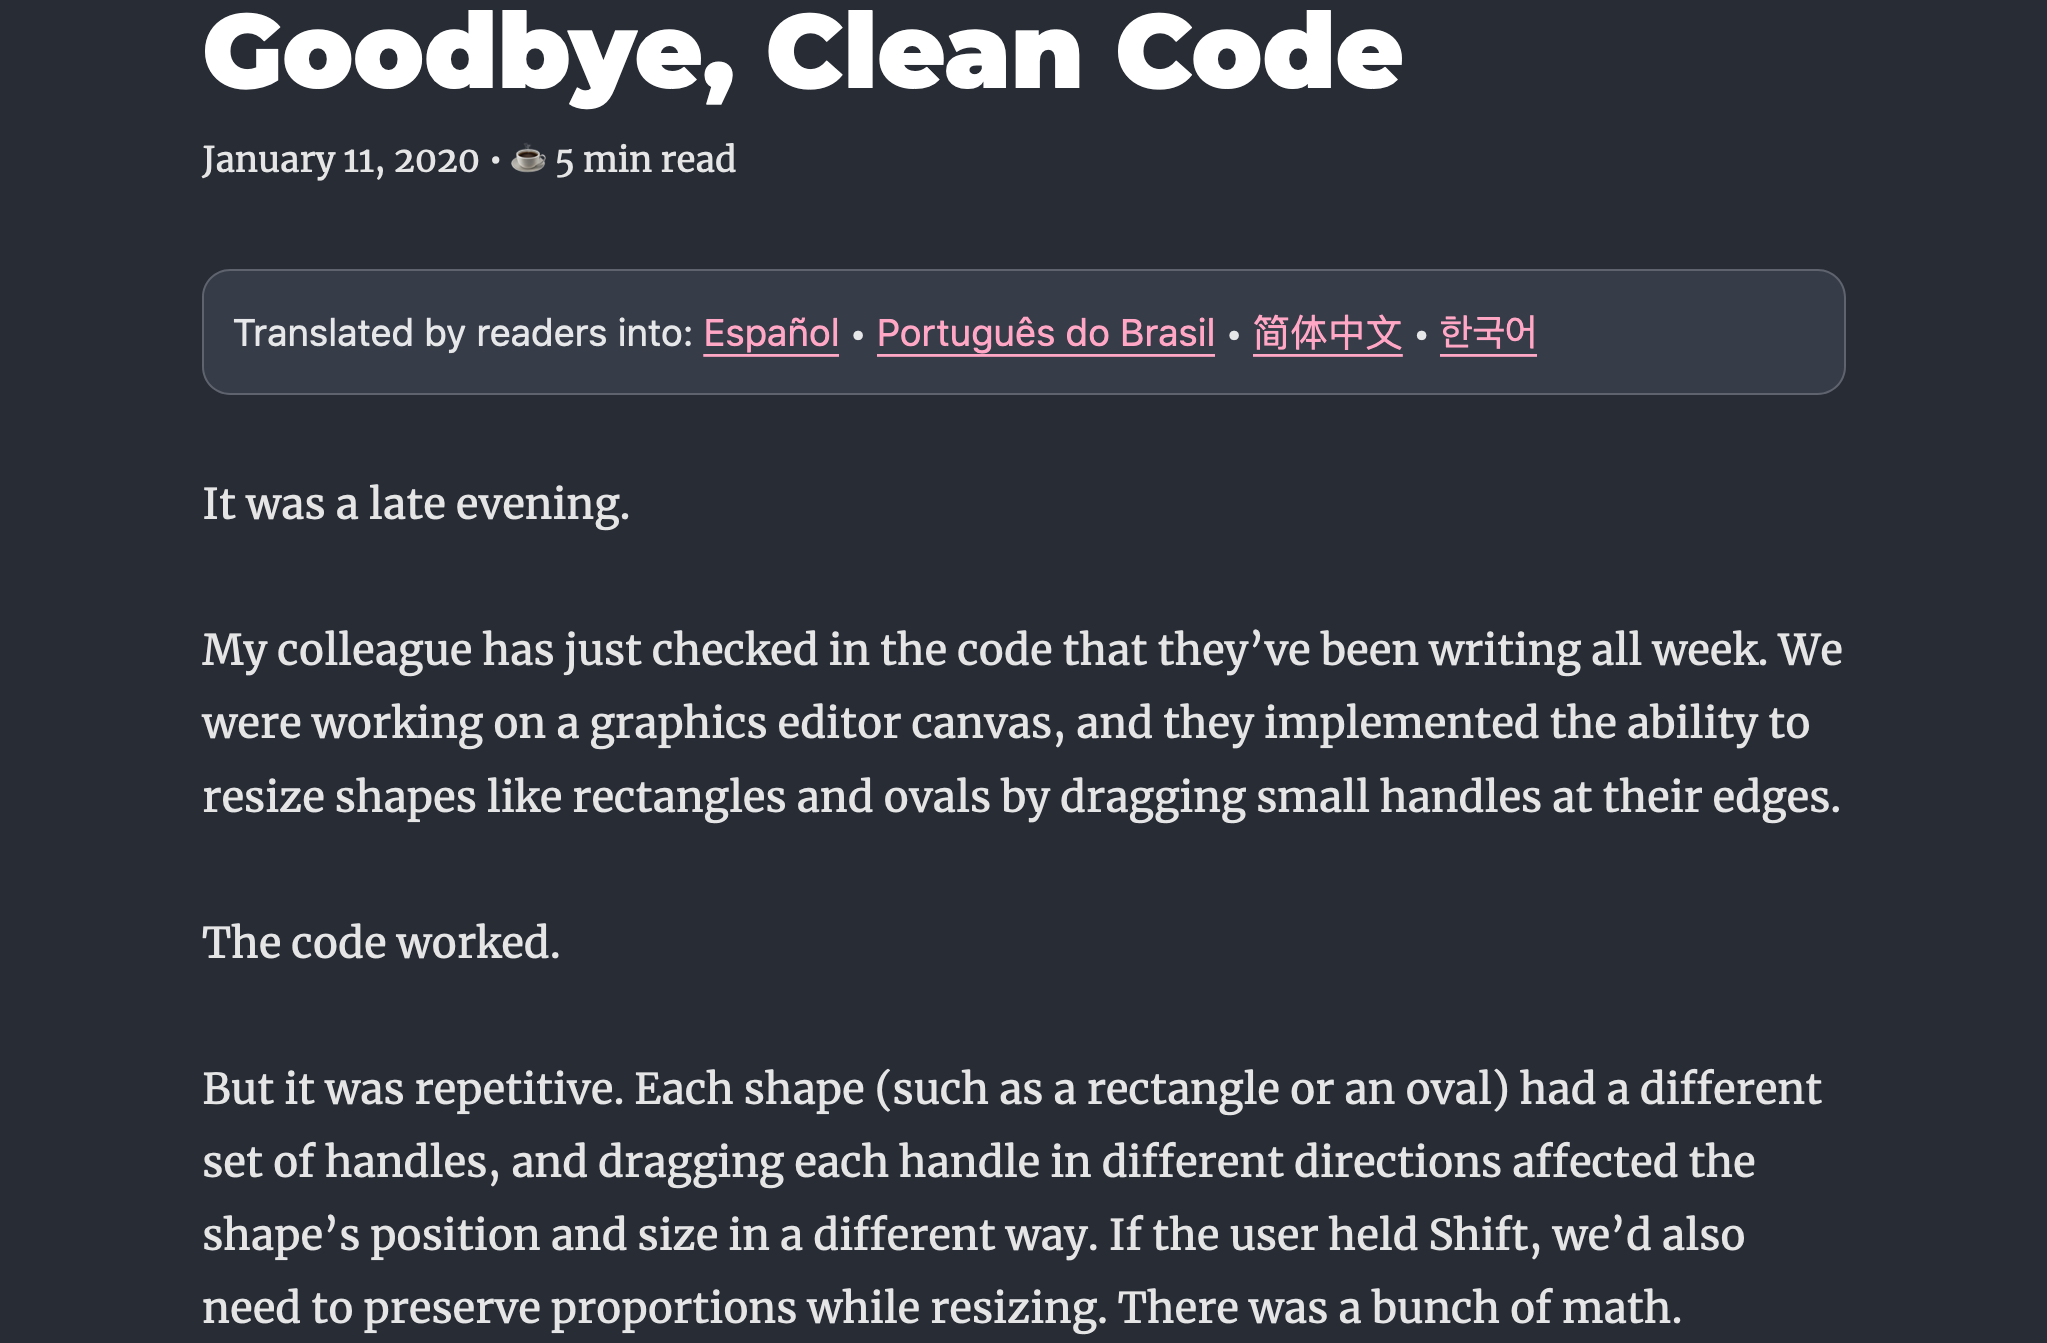 Goodbye, Clean Code
January 11, 2020 • ☕ 5 min read
Translated by readers into: Español • Português do Brasil • 简体中文 • 한국어
It was a late evening.
My colleague has just checked in the code that they’ve been writing all week. We
were working on a graphics editor canvas, and they implemented the ability to
resize shapes like rectangles and ovals by dragging small handles at their edges.
The code worked.
But it was repetitive. Each shape (such as a rectangle or an oval) had a different
set of handles, and dragging each handle in different directions affected the
shape’s position and size in a different way. If the user held Shift, we’d also
need to preserve proportions while resizing. There was a bunch of math.